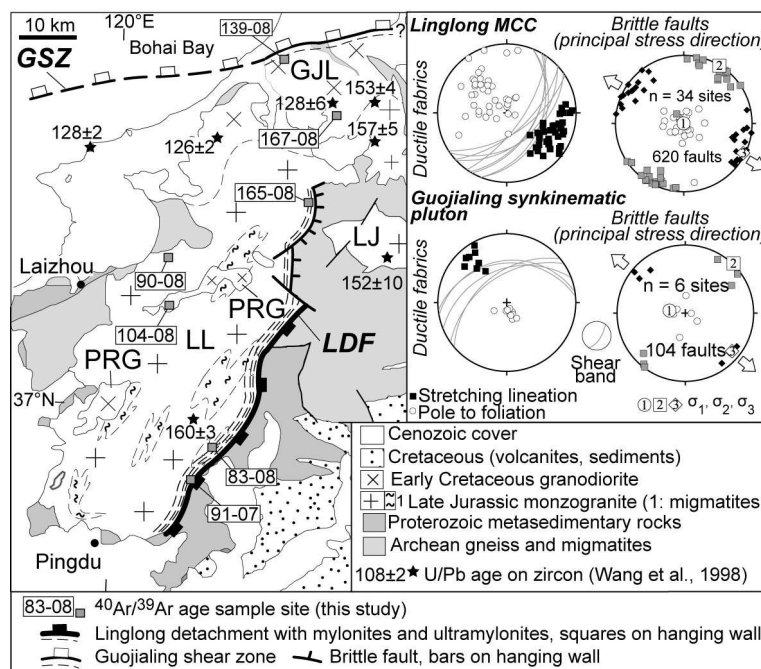 10 km
120°E
Bohai Bay
139-08
GSZ
?
GJL
128±6
153±4
167-08
128±2
126±2
157±5
165-08
LJ
Laizhou
90-08
152±10
104-08
PRG
LL
LDF
PRG
37°N
160±3
83-08
91-07
Pingdu
Linglong MCC
Brittle faults
(principal stress direction)
Ductile fabrics
2
n = 34 sites
1
620 faults
3
Guojialing synkinematic
pluton
Brittle faults
(principal stress direction)
Ductile fabrics
2
n = 6 sites
1
104 faults
3
Shear
band
Stretching lineation
Pole to foliation
1 2 3 σ1, σ2, σ3
Cenozoic cover
Cretaceous (volcanites, sediments)
Early Cretaceous granodiorite
1 Late Jurassic monzogranite (1: migmatites
Proterozoic metasedimentary rocks
Archean gneiss and migmatites
108±2 ★ U/Pb age on zircon (Wang et al., 1998)
83-08 40Ar/39Ar age sample site (this study)
Linglong detachment with mylonites and ultramylonites, squares on hanging wall
Guojialing shear zone Brittle fault, bars on hanging wall